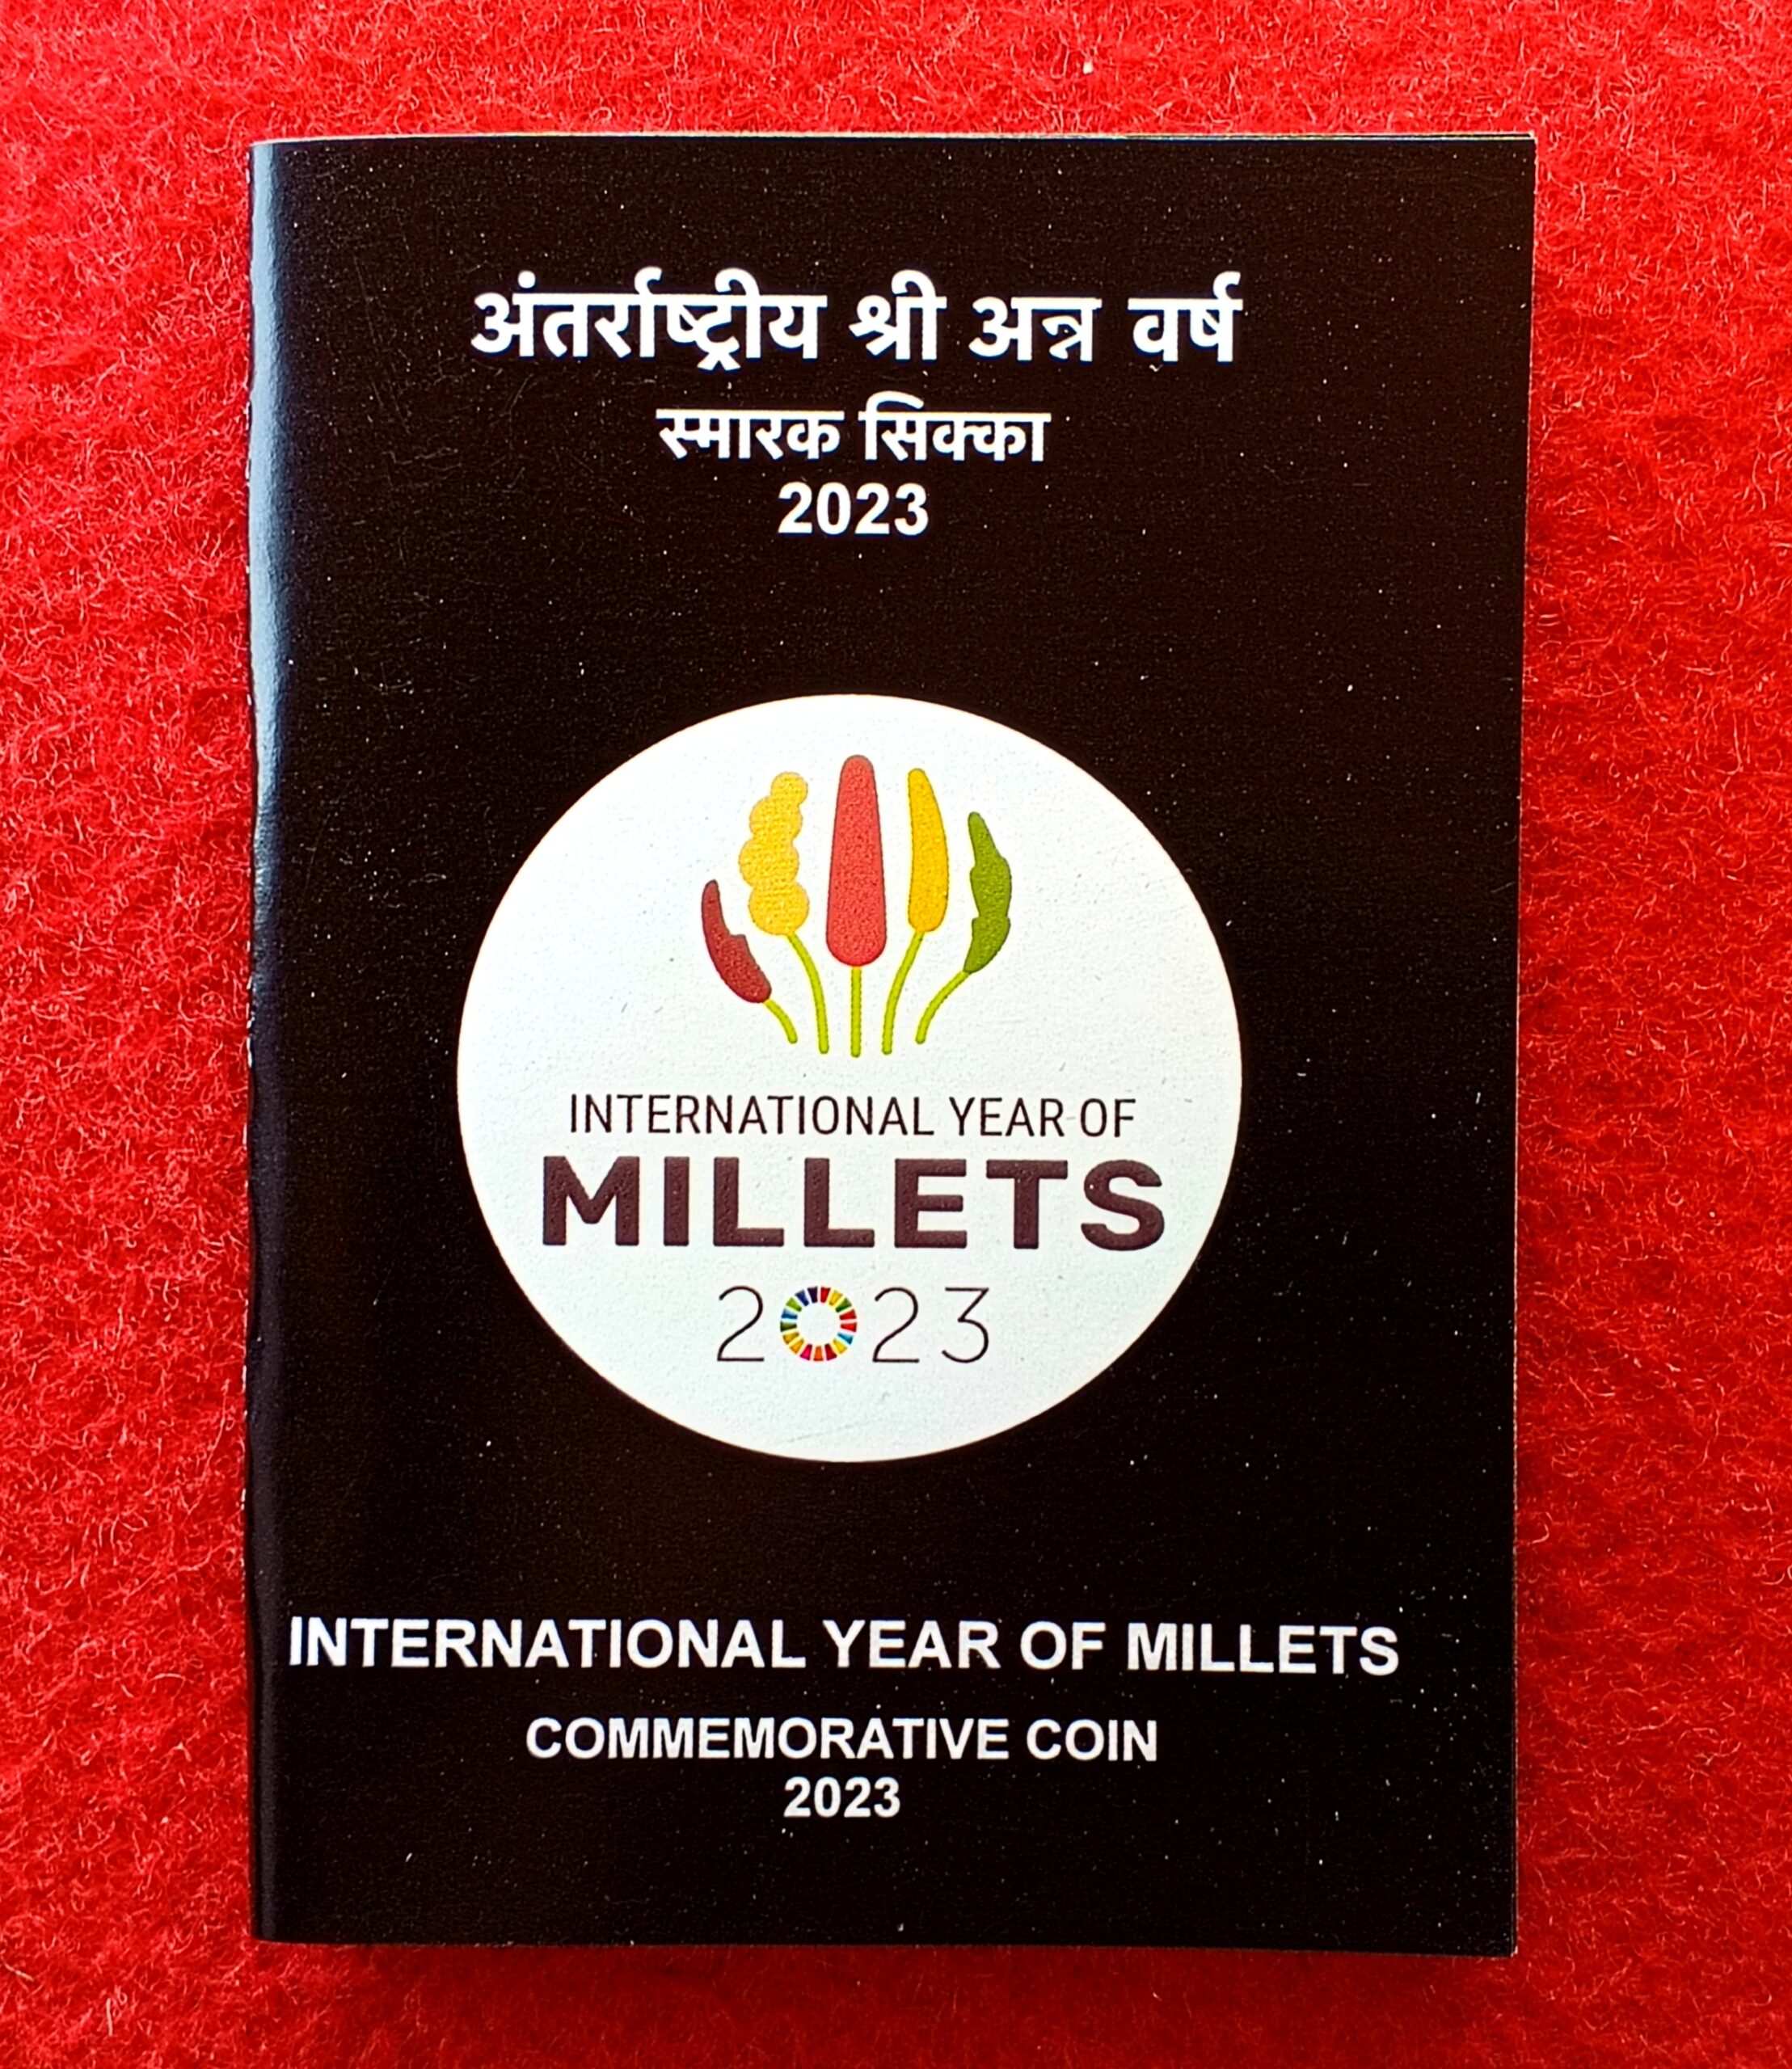 अंतर्राष्ट्रीय श्री अन्न वर्ष
स्मारक सिक्का
2023
INTERNATIONAL YEAR OF
MILLETS
2023
INTERNATIONAL YEAR OF MILLETS
COMMEMORATIVE COIN
2023